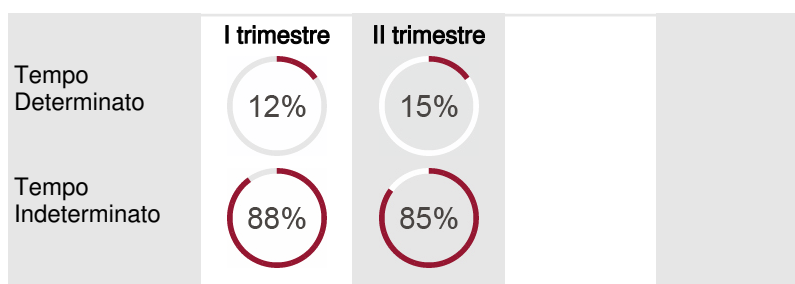 I trimestre
II trimestre
Tempo
Determinato
12%
15%
Tempo
Indeterminato
88%
85%